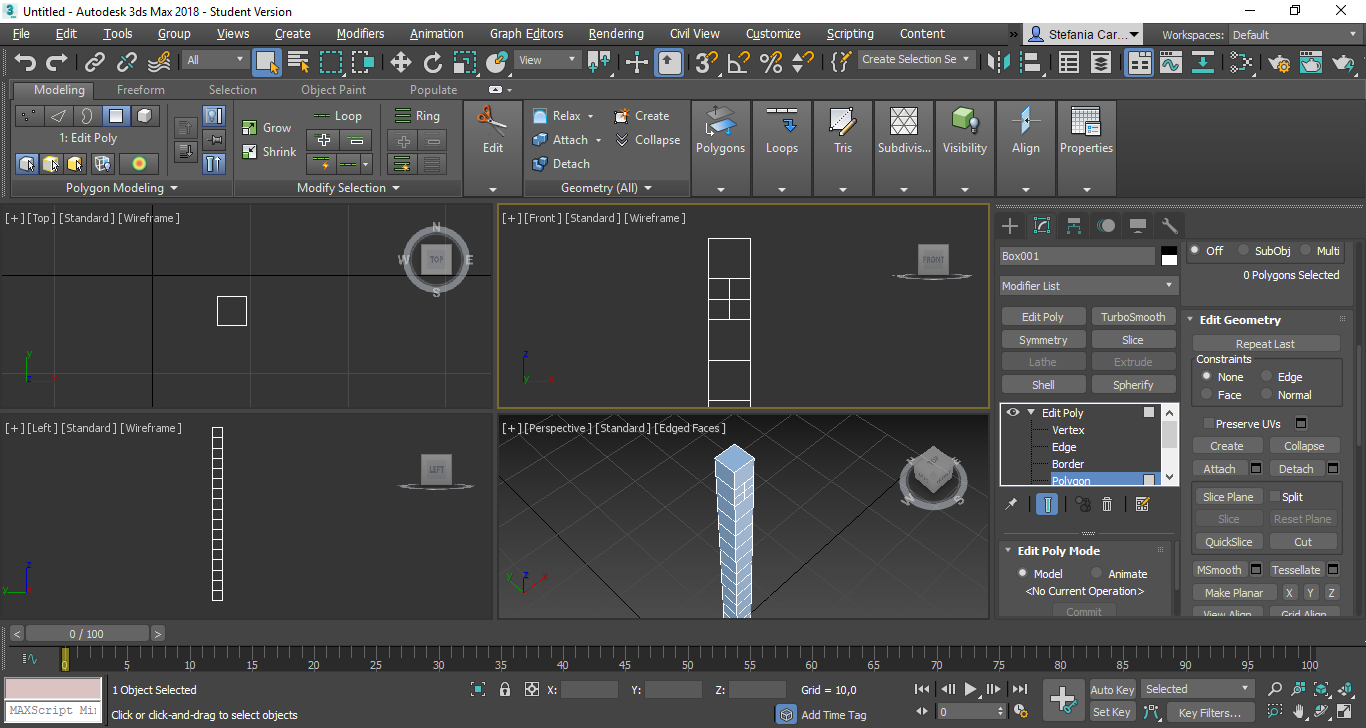 Untitled - Autodesk 3ds Max 2018 - Student Version
File Edit Tools Group Views Create Modifiers Animation Graph Editors Rendering Civil View Customize Scripting Content » Stefania Car... Workspaces: Default
All View Create Selection Se
Modeling Freeform Selection Object Paint Populate
1: Edit Poly
Grow
Shrink
Loop
Ring
Edit
Relax
Attach
Detach
Create
Collapse
Polygons Loops Tris Subdivis... Visibility Align Properties
Polygon Modeling Modify Selection Geometry (All)
[+] [Top] [Standard] [Wireframe]
N
W TOP E
S
y
z x
[+] [Front] [Standard] [Wireframe]
FRONT
z
y x
[+] [Left] [Standard] [Wireframe]
LEFT
z
y
[+] [Perspective] [Standard] [Edged Faces]
N TOP E
W S
y z x
Box001
Modifier List
Edit Poly TurboSmooth
Symmetry Slice
Lathe Extrude
Shell Spherify
Edit Poly
Vertex
Edge
Border
Polygon
Edit Poly Mode
Model Animate
<No Current Operation>
Commit
Off SubObj Multi
0 Polygons Selected
Edit Geometry
Repeat Last
Constraints
None Edge
Face Normal
Preserve UVs
Create Collapse
Attach Detach
Slice Plane Split
Slice Reset Plane
QuickSlice Cut
MSmooth Tessellate
Make Planar X Y Z
View Align Grid Align
< 0 / 100 >
0 5 10 15 20 25 30 35 40 45 50 55 60 65 70 75 80 85 90 95 100
1 Object Selected X: Y: Z: Grid = 10,0
MAXScript Mi
Click or click-and-drag to select objects
Add Time Tag
0
Auto Key Selected
Set Key Key Filters...